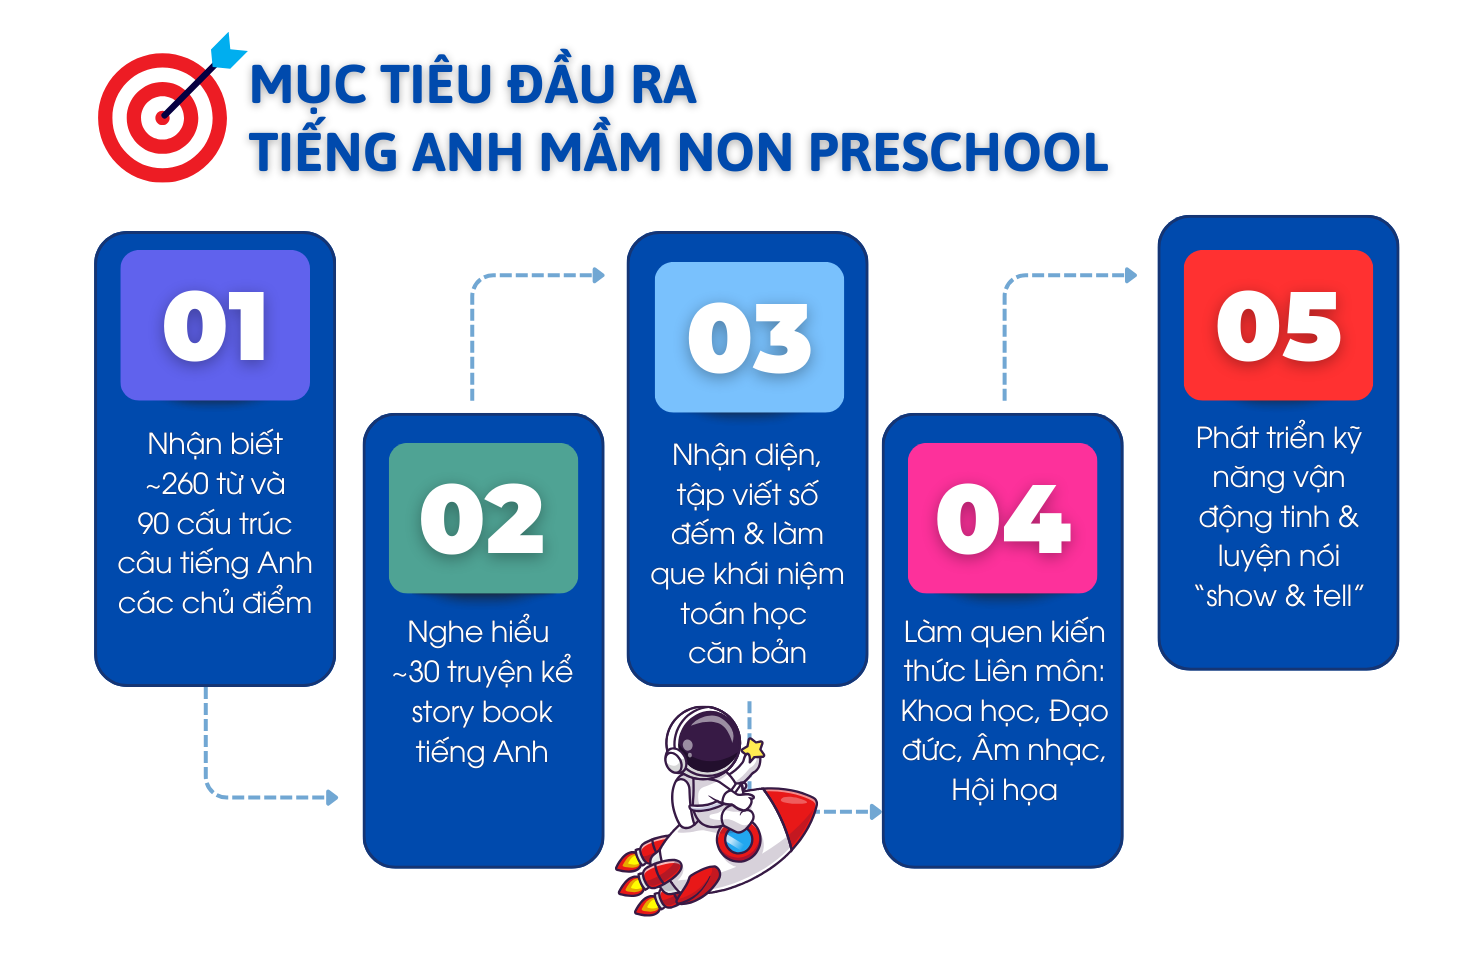 MỤC TIÊU ĐẦU RA
TIẾNG ANH MẦM NON PRESCHOOL
01
Nhận biết
~260 từ và
90 cấu trúc
câu tiếng Anh
các chủ điểm
02
Nghe hiểu
~30 truyện kể
story book
tiếng Anh
03
Nhận diện,
tập viết số
đếm & làm
que khái niệm
toán học
căn bản
04
Làm quen kiến
thức Liên môn:
Khoa học, Đạo
đức, Âm nhạc,
Hội họa
05
Phát triển kỹ
năng vận
động tinh &
luyện nói
“show & tell”